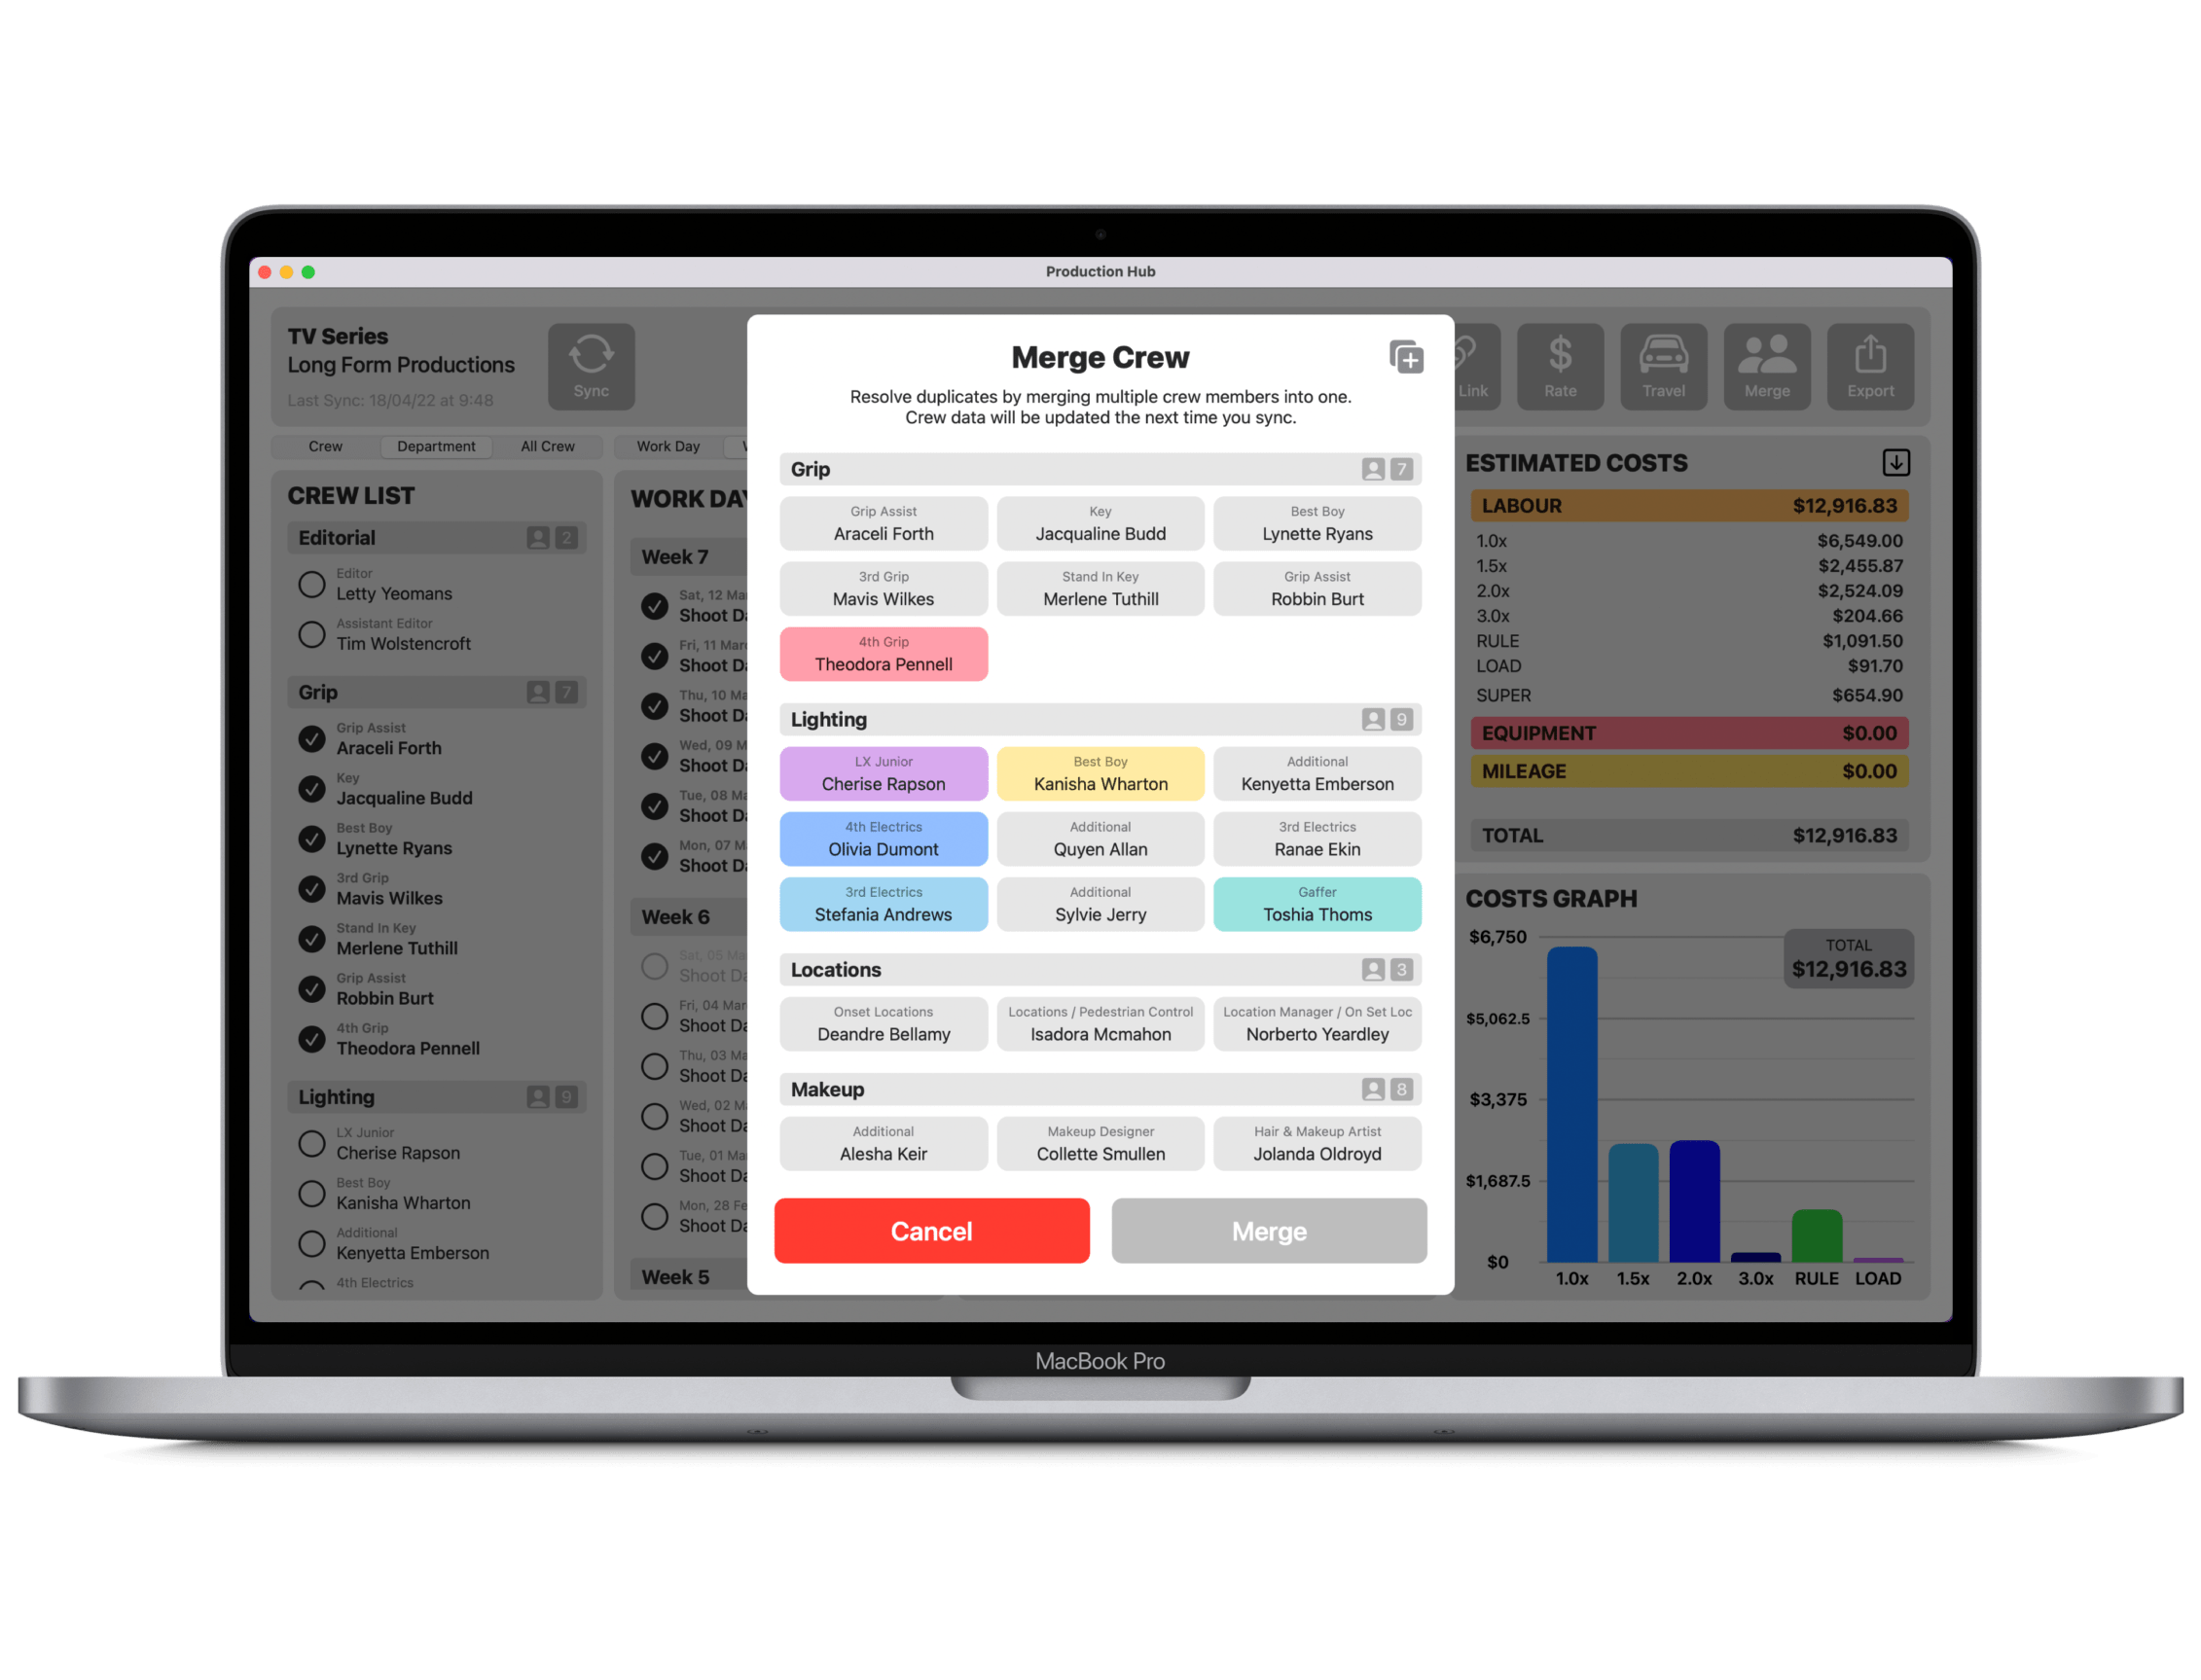 Production Hub
TV Series
Long Form Productions
Last Sync: 18/04/22 at 9:48
Sync
Link
Rate
Travel
Merge
Export
Crew
Department
All Crew
Work Day
CREW LIST
Editorial
2
Editor
Letty Yeomans
Assistant Editor
Tim Wolstencroft
Grip
7
Grip Assist
Araceli Forth
Key
Jacqualine Budd
Best Boy
Lynette Ryans
3rd Grip
Mavis Wilkes
Stand In Key
Merlene Tuthill
Grip Assist
Robbin Burt
4th Grip
Theodora Pennell
Lighting
9
LX Junior
Cherise Rapson
Best Boy
Kanisha Wharton
Additional
Kenyetta Emberson
4th Electrics
WORK DAY
Week 7
Sat, 12 Ma
Shoot Da
Fri, 11 Marc
Shoot Da
Thu, 10 Ma
Shoot Da
Wed, 09 M
Shoot Da
Tue, 08 Ma
Shoot Da
Mon, 07 M
Shoot Da
Week 6
Sat, 05 Ma
Shoot Da
Fri, 04 Mar
Shoot Da
Thu, 03 Ma
Shoot Da
Wed, 02 M
Shoot Da
Tue, 01 Ma
Shoot Da
Mon, 28 Fe
Shoot Da
Week 5
Merge Crew
Resolve duplicates by merging multiple crew members into one.
Crew data will be updated the next time you sync.
Grip
7
Grip Assist
Araceli Forth
Key
Jacqualine Budd
Best Boy
Lynette Ryans
3rd Grip
Mavis Wilkes
Stand In Key
Merlene Tuthill
Grip Assist
Robbin Burt
4th Grip
Theodora Pennell
Lighting
9
LX Junior
Cherise Rapson
Best Boy
Kanisha Wharton
Additional
Kenyetta Emberson
4th Electrics
Olivia Dumont
Additional
Quyen Allan
3rd Electrics
Ranae Ekin
3rd Electrics
Stefania Andrews
Additional
Sylvie Jerry
Gaffer
Toshia Thoms
Locations
3
Onset Locations
Deandre Bellamy
Locations / Pedestrian Control
Isadora Mcmahon
Location Manager / On Set Loc
Norberto Yeardley
Makeup
8
Additional
Alesha Keir
Makeup Designer
Collette Smullen
Hair & Makeup Artist
Jolanda Oldroyd
Cancel
Merge
ESTIMATED COSTS
LABOUR $12,916.83
1.0x $6,549.00
1.5x $2,455.87
2.0x $2,524.09
3.0x $204.66
RULE $1,091.50
LOAD $91.70
SUPER $654.90
EQUIPMENT $0.00
MILEAGE $0.00
TOTAL $12,916.83
COSTS GRAPH
$6,750
TOTAL
$12,916.83
$5,062.5
$3,375
$1,687.5
$0
1.0x 1.5x 2.0x 3.0x RULE LOAD
MacBook Pro